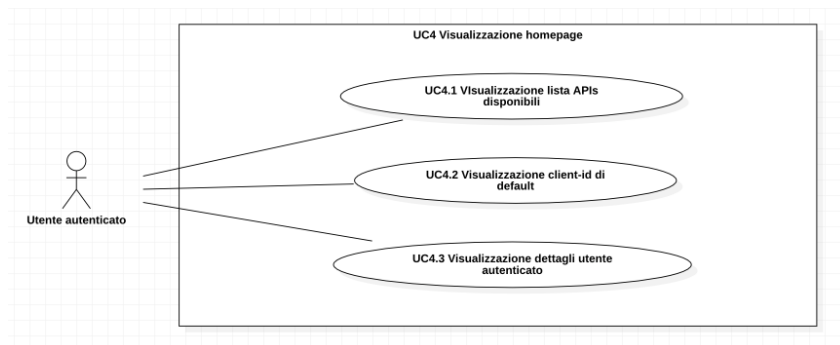 UC4 Visualizzazione homepage
UC4.1 VIsualizzazione lista APIs
disponibili
UC4.2 Visualizzazione client-id di
default
Utente autenticato
UC4.3 Visualizzazione dettagli utente
autenticato